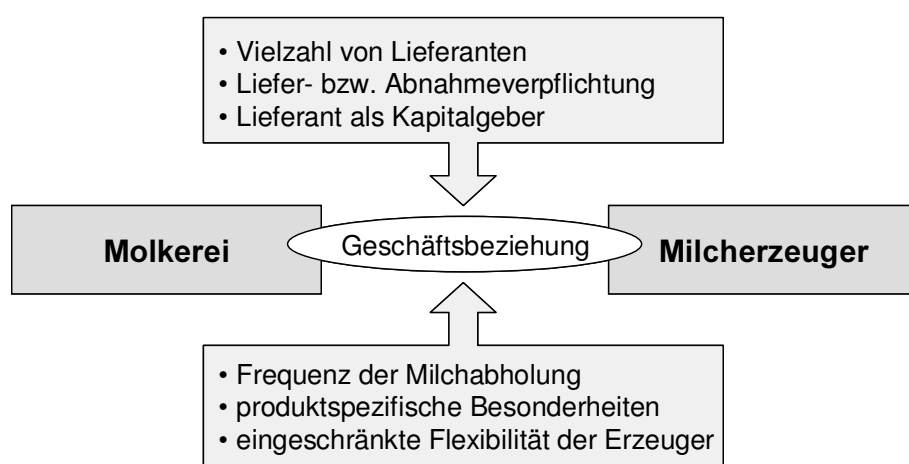 • Vielzahl von Lieferanten
• Liefer- bzw. Abnahmeverpflichtung
• Lieferant als Kapitalgeber
Molkerei
Geschäftsbeziehung
Milcherzeuger
• Frequenz der Milchabholung
• produktspezifische Besonderheiten
• eingeschränkte Flexibilität der Erzeuger